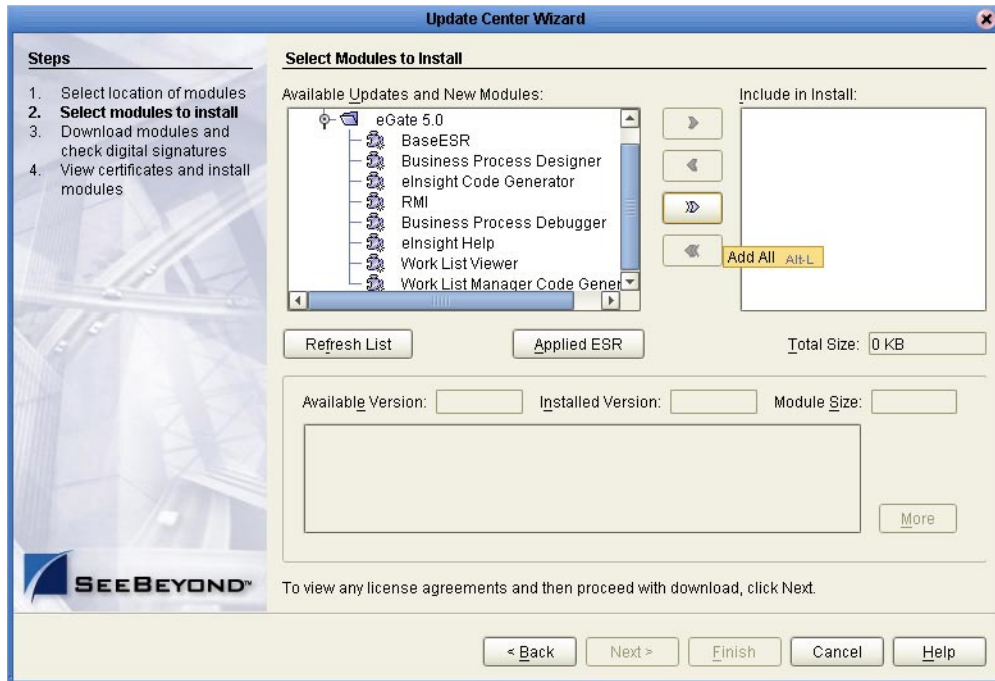 Update Center Wizard
Steps
1. Select location of modules
2. Select modules to install
3. Download modules and
check digital signatures
4. View certificates and install
modules
Select Modules to Install
Available Updates and New Modules:
eGate 5.0
BaseESR
Business Process Designer
eInsight Code Generator
RMI
Business Process Debugger
eInsight Help
Work List Viewer
Work List Manager Code Gener
Include in Install:
Add All Alt-L
Refresh List
Applied ESR
Total Size: 0 KB
Available Version:
Installed Version:
Module Size:
More
SEEBEYOND™
To view any license agreements and then proceed with download, click Next.
< Back
Next >
Finish
Cancel
Help